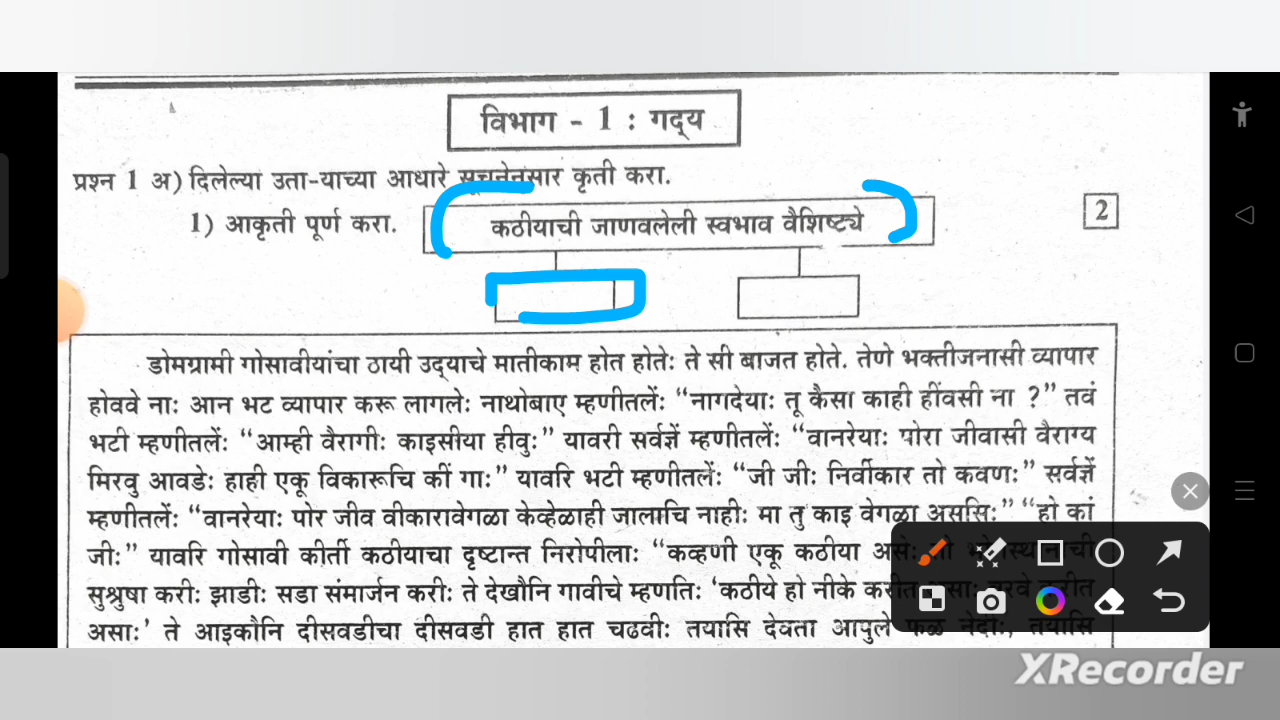 विभाग - 1 : गद्य
प्रश्न 1 अ) दिलेल्या उता-याच्या आधारे सूचनेनुसार कृती करा.
1) आकृती पूर्ण करा. कठीयाची जाणवलेली स्वभाव वैशिष्ट्ये 2
डोमग्रामी गोसावीयांचा ठायी उद्याचे मातीकाम होत होतेः ते सी बाजत होते. तेणे भक्तीजनासी व्यापार
होववे नाः आन भट व्यापार करू लागलेः नाथोबाए म्हणीतलेंः “नागदेयाः तू कैसा काही हींवसी ना ?” तवं
भटी म्हणीतलेंः “आम्ही वैरागीः काइसीया हीवुः” यावरी सर्वज्ञें म्हणीतलेंः “वानरेयाः पोरा जीवासी वैराग्य
मिरवु आवडेः हाही एकू विकारूचि कीं गाः” यावरि भटी म्हणीतलेंः “जी जीः निर्वीकार तो कवणः” सर्वज्ञें
म्हणीतलेंः “वानरेयाः पोर जीव वीकारावेगळा केव्हेळाही जालाचि नाहीः मा तु काइ वेगळा अससिः” “हो कां
जीः” यावरि गोसावी कीर्ती कठीयाचा दृष्टान्त निरोपीलाः “कव्हणी एकू कठीया असेः
सुश्रुषा करीः झाडीः सडा संमार्जन करीः ते देखौनि गावीचे म्हणतिः ‘कठीये हो नीके
असाः’ ते आइकौनि दीसवडीचा दीसवडी हात हात चढवीः तयासि देवता आपुले फळ नेदीः, तयासि
XRecorder